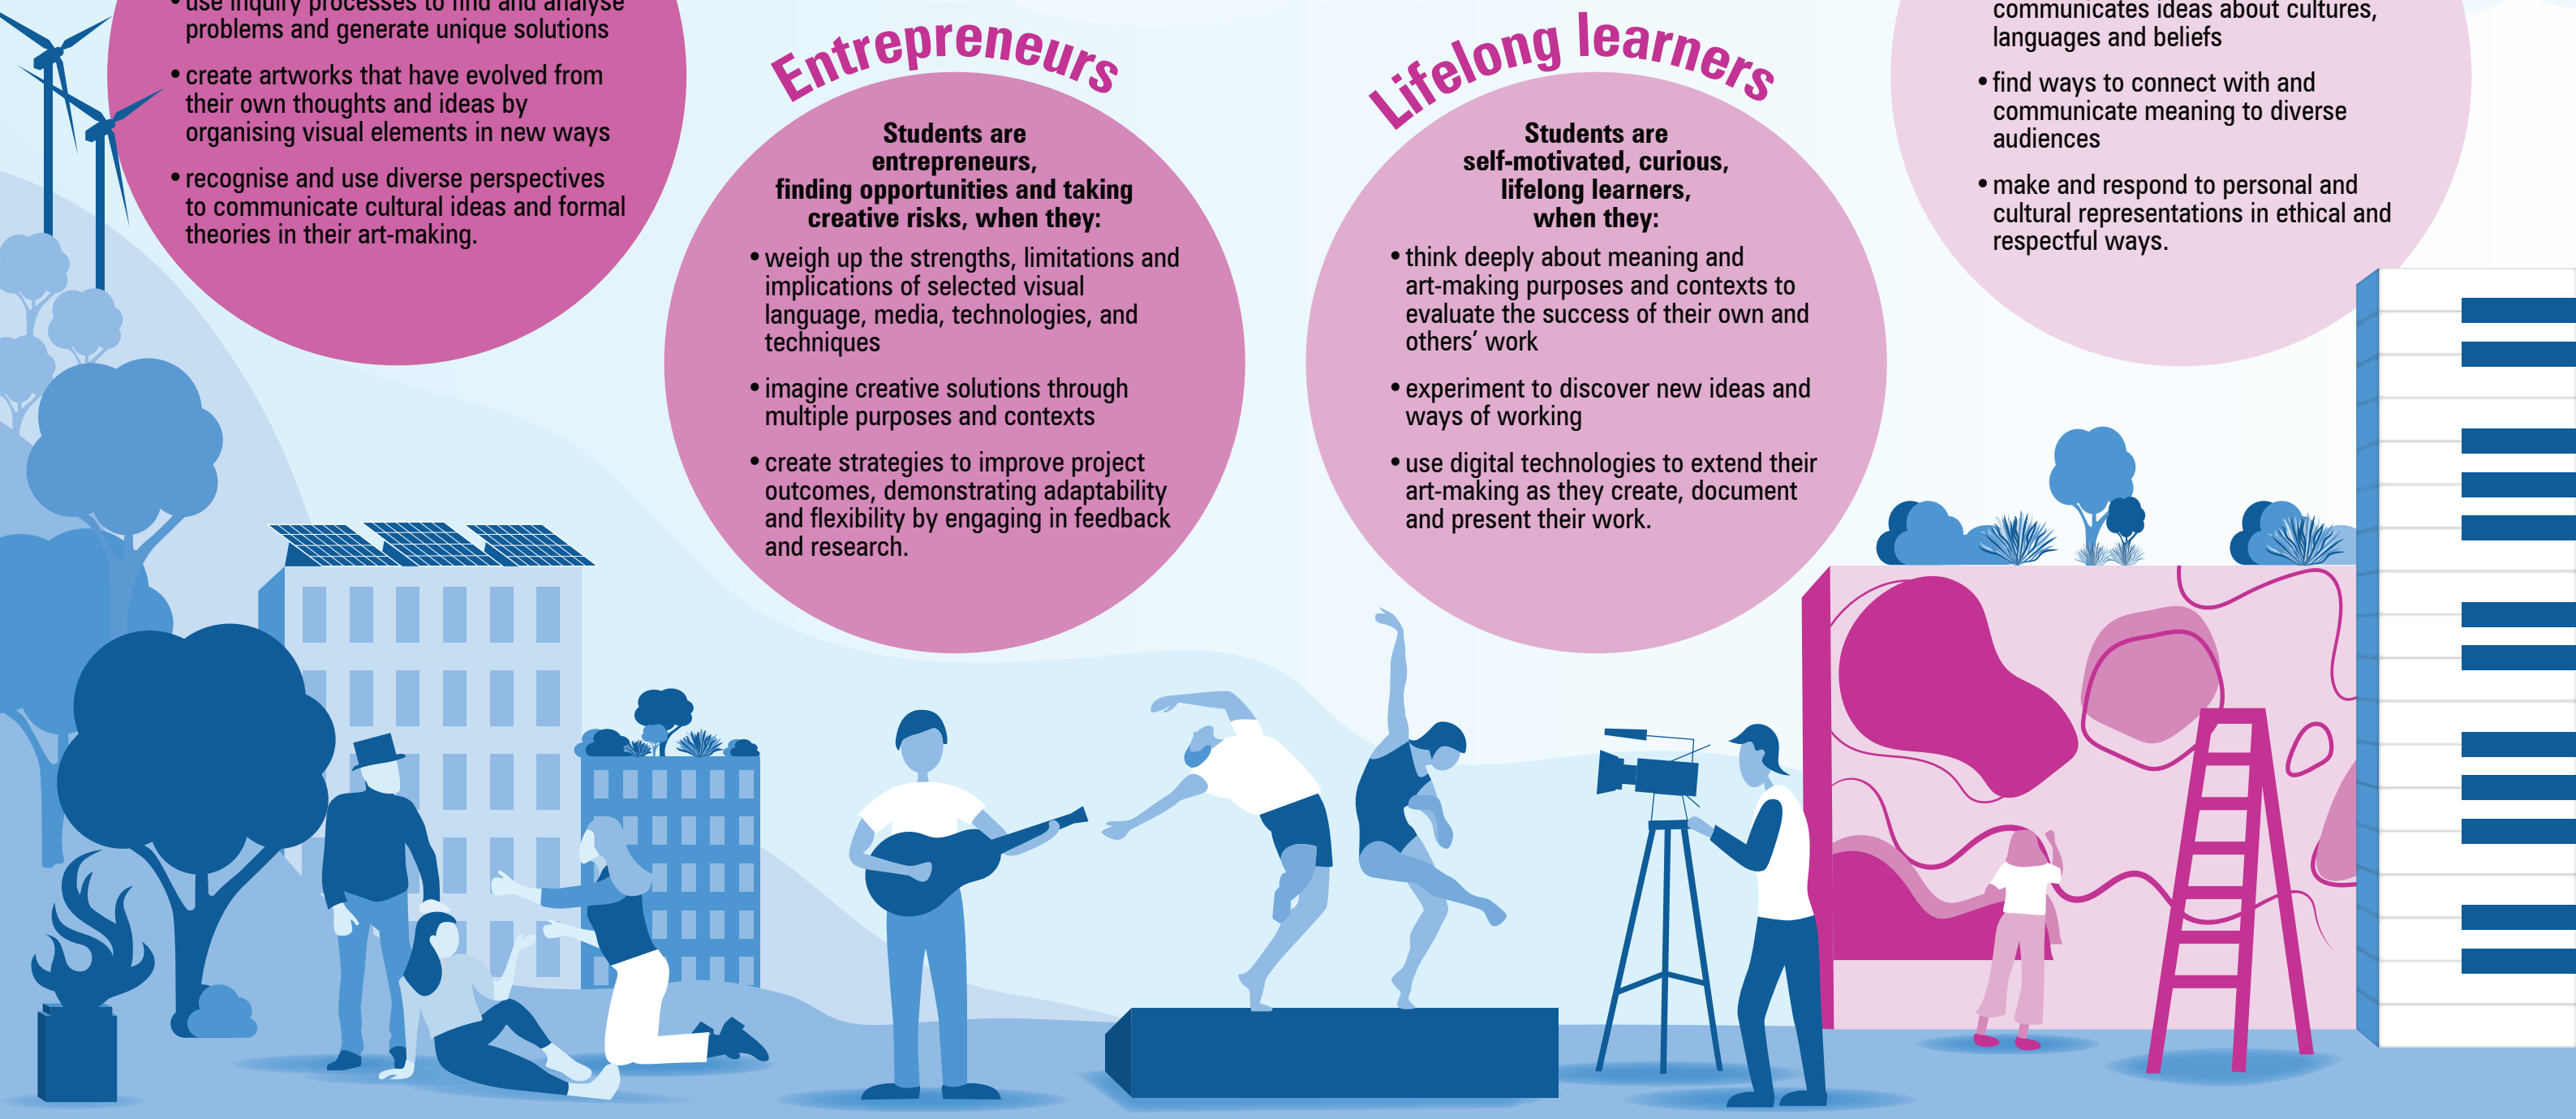 use inquiry processes to find and analyse
problems and generate unique solutions
• create artworks that have evolved from
their own thoughts and ideas by
organising visual elements in new ways
• recognise and use diverse perspectives
to communicate cultural ideas and formal
theories in their art-making.
Entrepreneurs
Students are
entrepreneurs,
finding opportunities and taking
creative risks, when they:
• weigh up the strengths, limitations and
implications of selected visual
language, media, technologies, and
techniques
• imagine creative solutions through
multiple purposes and contexts
• create strategies to improve project
outcomes, demonstrating adaptability
and flexibility by engaging in feedback
and research.
Lifelong learners
Students are
self-motivated, curious,
lifelong learners,
when they:
• think deeply about meaning and
art-making purposes and contexts to
evaluate the success of their own and
others’ work
• experiment to discover new ideas and
ways of working
• use digital technologies to extend their
art-making as they create, document
and present their work.
communicates ideas about cultures,
languages and beliefs
• find ways to connect with and
communicate meaning to diverse
audiences
• make and respond to personal and
cultural representations in ethical and
respectful ways.